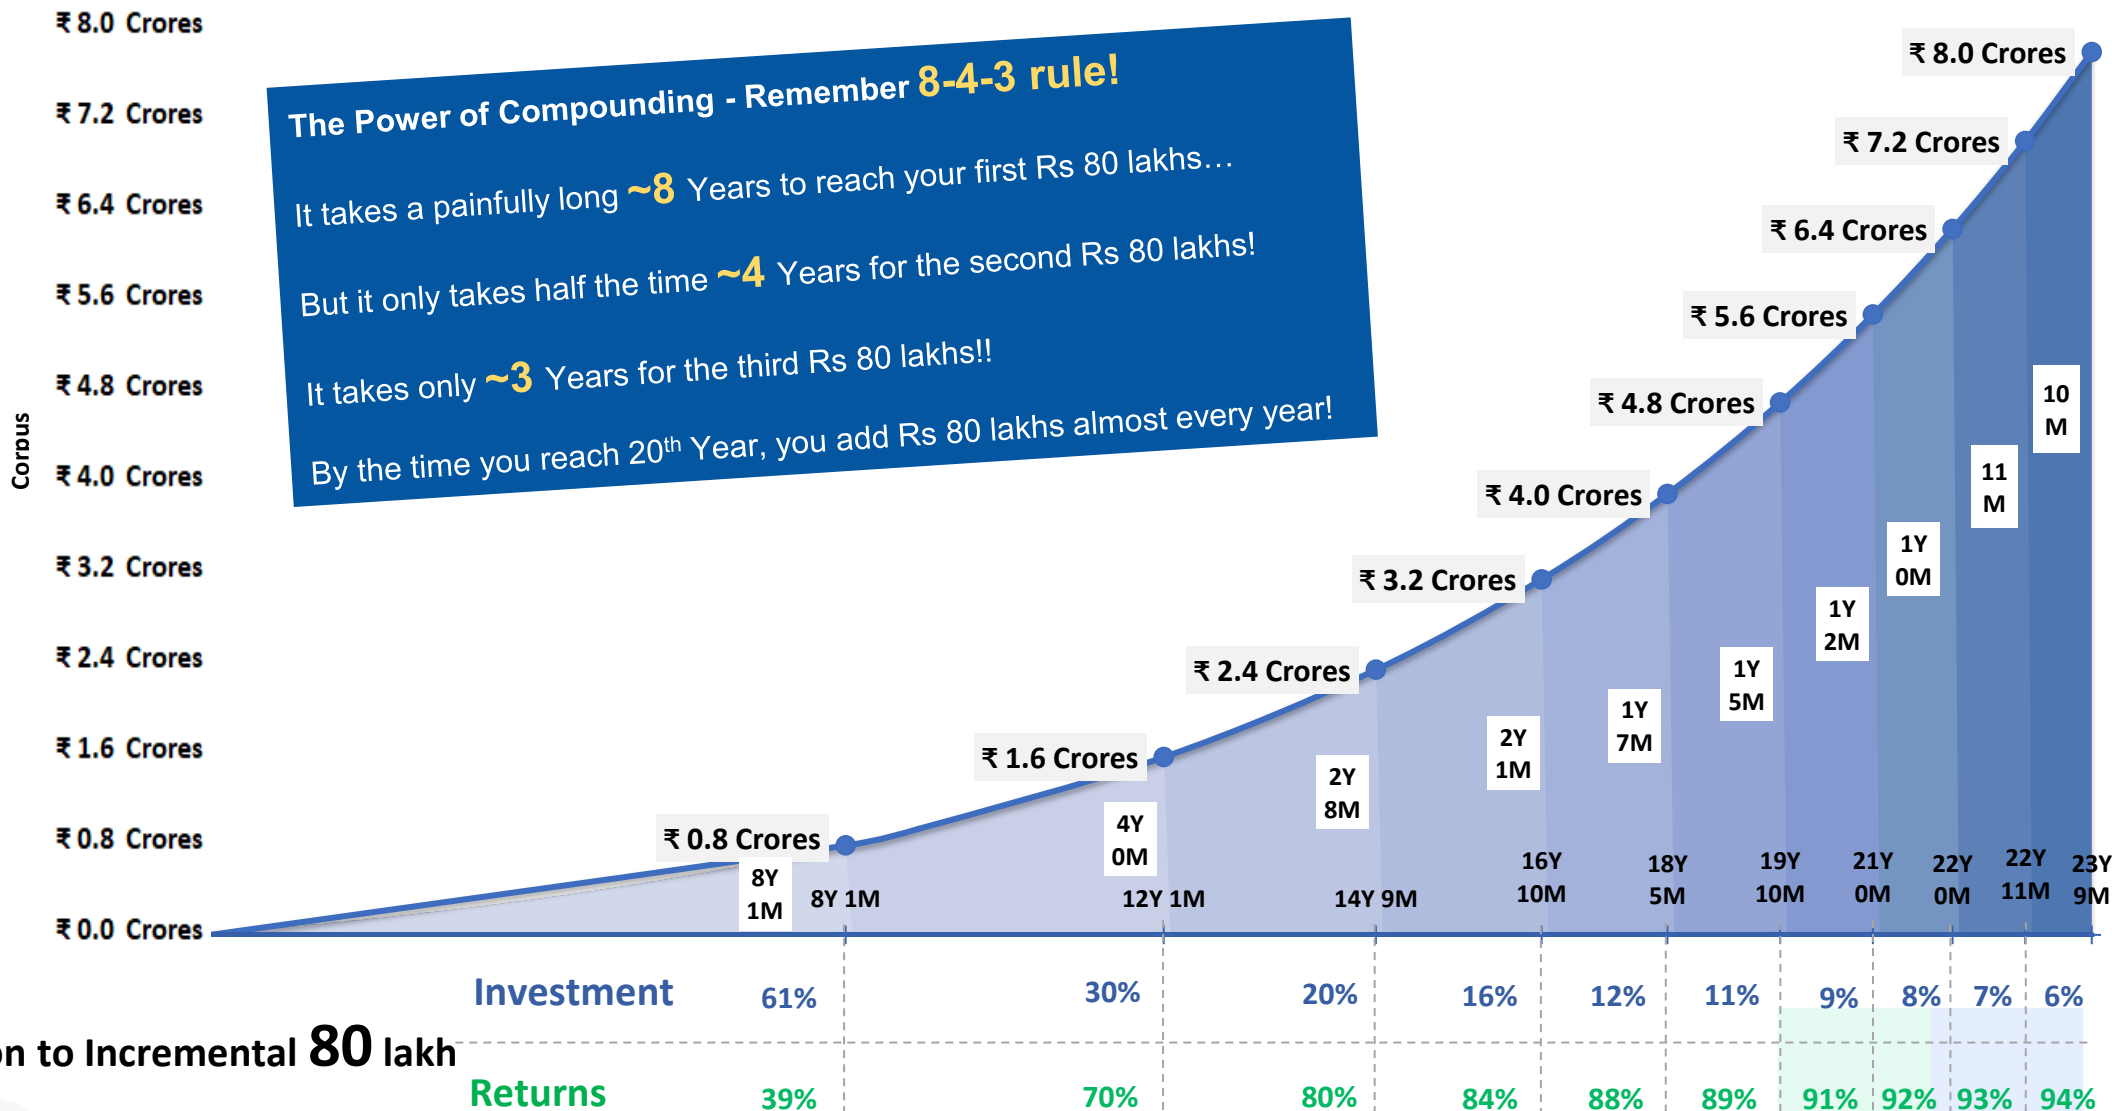 ₹ 8.0 Crores
₹ 7.2 Crores
₹ 6.4 Crores
₹ 5.6 Crores
₹ 4.8 Crores
₹ 4.0 Crores
₹ 3.2 Crores
₹ 2.4 Crores
₹ 1.6 Crores
₹ 0.8 Crores
₹ 0.0 Crores
Corpus
The Power of Compounding - Remember 8-4-3 rule!
It takes a painfully long ~8 Years to reach your first Rs 80 lakhs…
But it only takes half the time ~4 Years for the second Rs 80 lakhs!
It takes only ~3 Years for the third Rs 80 lakhs!!
By the time you reach 20th Year, you add Rs 80 lakhs almost every year!
₹ 0.8 Crores
₹ 1.6 Crores
₹ 2.4 Crores
₹ 3.2 Crores
₹ 4.0 Crores
₹ 4.8 Crores
₹ 5.6 Crores
₹ 6.4 Crores
₹ 7.2 Crores
₹ 8.0 Crores
8Y
1M
4Y
0M
2Y
8M
2Y
1M
1Y
7M
1Y
5M
1Y
2M
1Y
0M
11
M
10
M
8Y 1M
12Y 1M
14Y 9M
16Y
10M
18Y
5M
19Y
10M
21Y
0M
22Y
0M
22Y
11M
23Y
9M
Investment 61% 30% 20% 16% 12% 11% 9% 8% 7% 6%
to Incremental 80 lakh
Returns 39% 70% 80% 84% 88% 89% 91% 92% 93% 94%